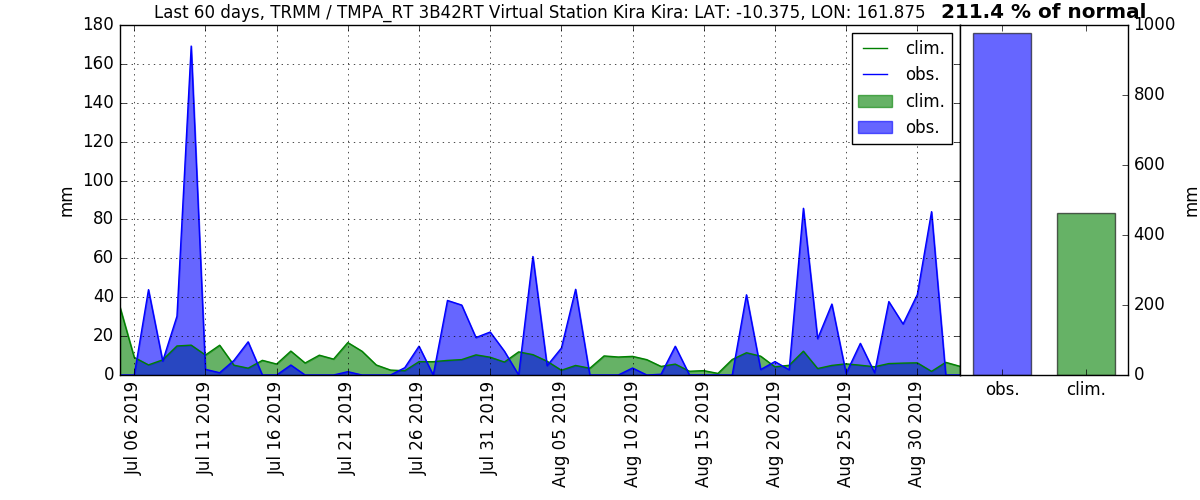 Last 60 days, TRMM / TMPA_RT 3B42RT Virtual Station Kira Kira: LAT: -10.375, LON: 161.875
211.4 % of normal
180
160
140
120
100
80
60
40
20
0
mm
clim.
obs.
clim.
obs.
Jul 06 2019
Jul 11 2019
Jul 16 2019
Jul 21 2019
Jul 26 2019
Jul 31 2019
Aug 05 2019
Aug 10 2019
Aug 15 2019
Aug 20 2019
Aug 25 2019
Aug 30 2019
1000
800
600
400
200
0
mm
obs.
clim.